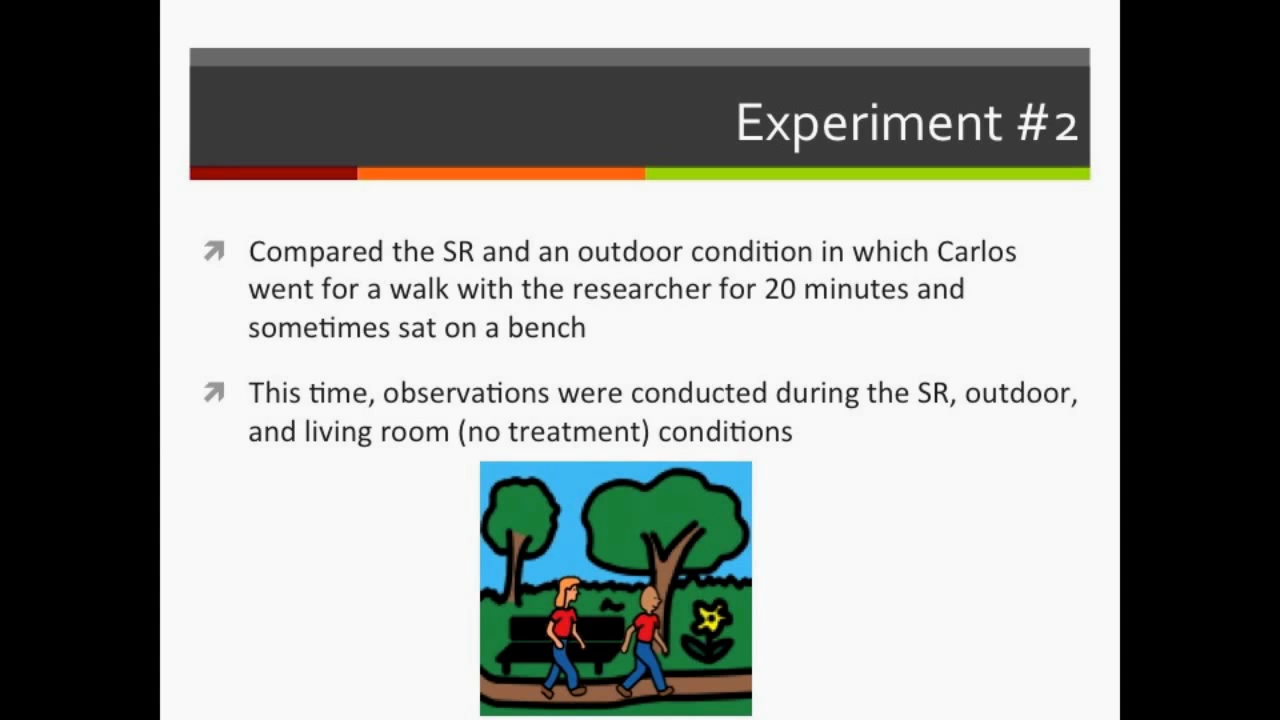 Experiment #2
Compared the SR and an outdoor condition in which Carlos
went for a walk with the researcher for 20 minutes and
sometimes sat on a bench
This time, observations were conducted during the SR, outdoor,
and living room (no treatment) conditions